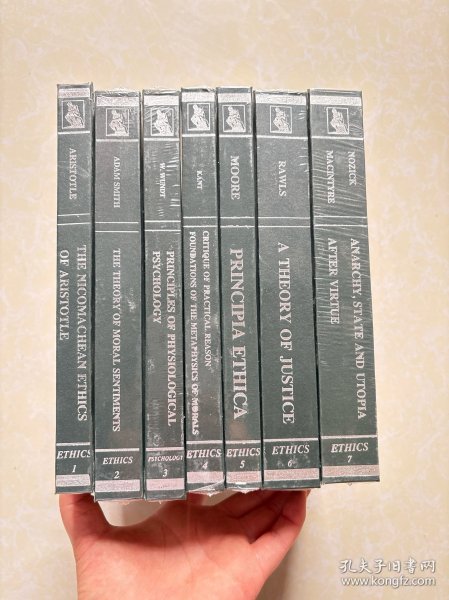 ARISTOTLE
THE NICOMACHEAN ETHICS
OF ARISTOTLE
ETHICS
1
ADAM SMITH
THE THEORY OF MORAL SENTIMENTS
ETHICS
2
W. WUNDT
PRINCIPLES OF PHYSIOLOGICAL
PSYCHOLOGY
PSYCHOLOGY
3
KANT
CRITIQUE OF PRACTICAL REASON
FOUNDATIONS OF THE METAPHYSICS OF MORALS
ETHICS
4
MOORE
PRINCIPIA ETHICA
ETHICS
5
RAWLS
A THEORY OF JUSTICE
ETHICS
6
NOZICK
MACINTYRE
ANARCHY, STATE AND UTOPIA
AFTER VIRTUE
ETHICS
7
孔夫子旧书网
www.kongfz.com